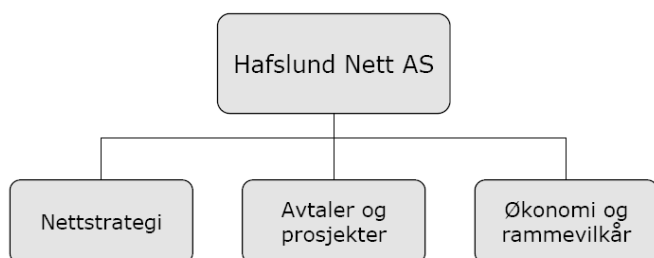 Hafslund Nett AS
Nettstrategi
Avtaler og
prosjekter
Økonomi og
rammevilkår